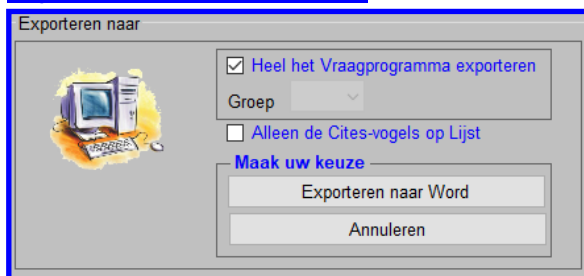 Exporteren naar
Heel het Vraagprogramma exporteren
Groep
Alleen de Cites-vogels op Lijst
Maak uw keuze
Exporteren naar Word
Annuleren